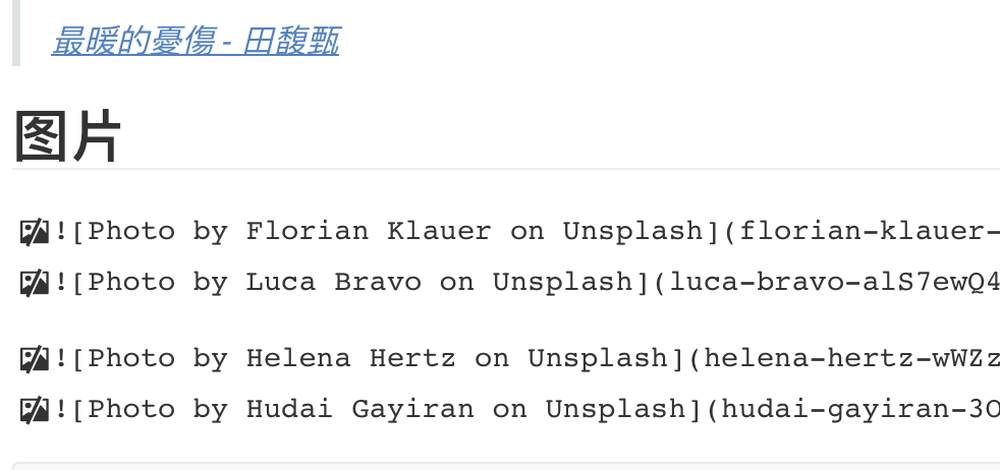 最暖的憂傷 - 田馥甄
图片
![Photo by Florian Klauer on Unsplash](florian-klauer-
![Photo by Luca Bravo on Unsplash](luca-bravo-alS7ewQ4
![Photo by Helena Hertz on Unsplash](helena-hertz-wWZz
![Photo by Hudai Gayiran on Unsplash](hudai-gayiran-3O